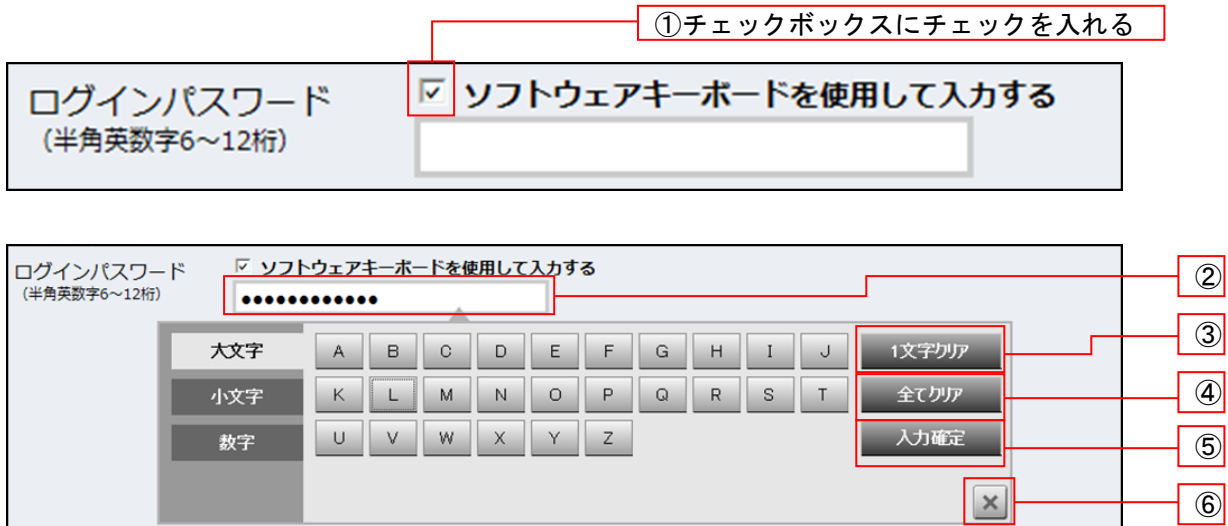 ①チェックボックスにチェックを入れる
ログインパスワード
(半角英数字6～12桁)
ソフトウェアキーボードを使用して入力する
ログインパスワード
(半角英数字6～12桁)
ソフトウェアキーボードを使用して入力する
●●●●●●●●●●●●
②
大文字 A B C D E F G H I J 1文字クリア
③
小文字 K L M N O P Q R S T 全てクリア
④
数字 U V W X Y Z 入力確定
⑤
×
⑥